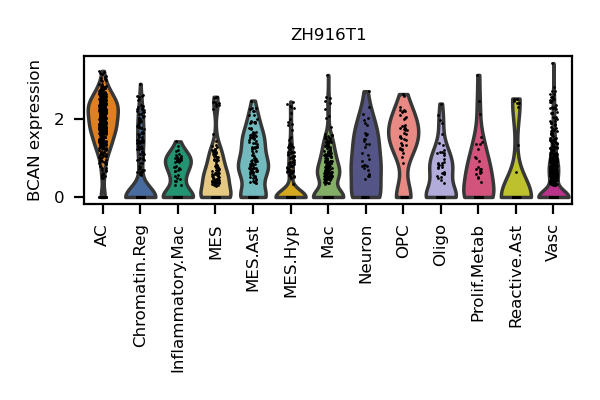 ZH916T1
BCAN expression
2
0
AC
Chromatin.Reg
Inflammatory.Mac
MES
MES.Ast
MES.Hyp
Mac
Neuron
OPC
Oligo
Prolif.Metab
Reactive.Ast
Vasc